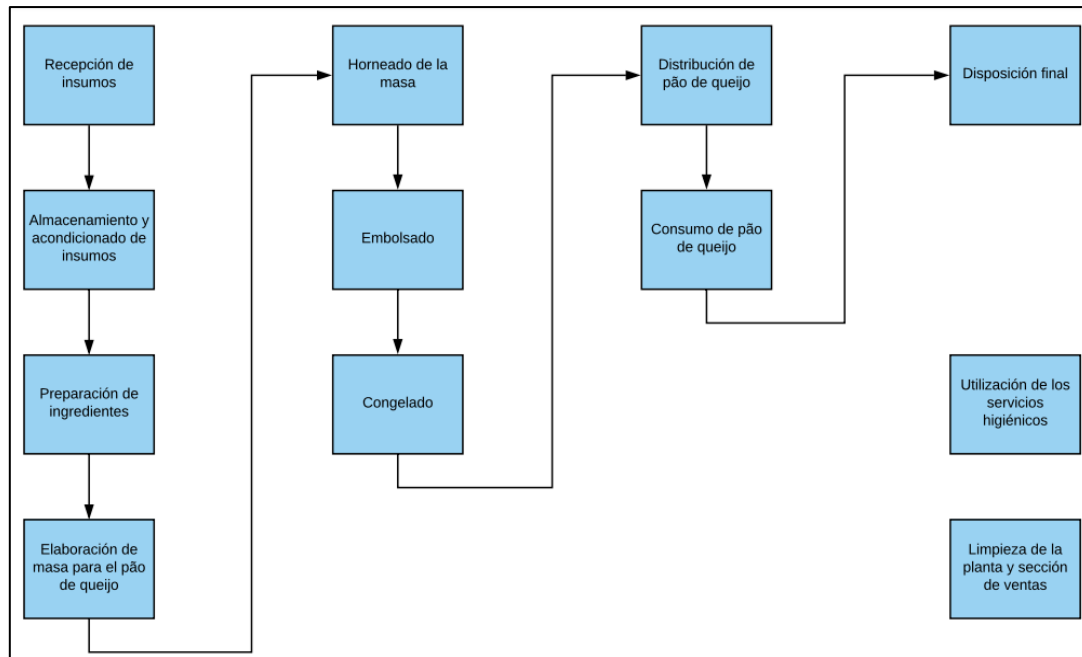 Recepción de
insumos
Almacenamiento y
acondicionado de
insumos
Preparación de
ingredientes
Elaboración de
masa para el pão
de queijo
Horneado de la
masa
Embolsado
Congelado
Distribución de
pão de queijo
Consumo de pão
de queijo
Disposición final
Utilización de los
servicios
higiénicos
Limpieza de la
planta y sección
de ventas